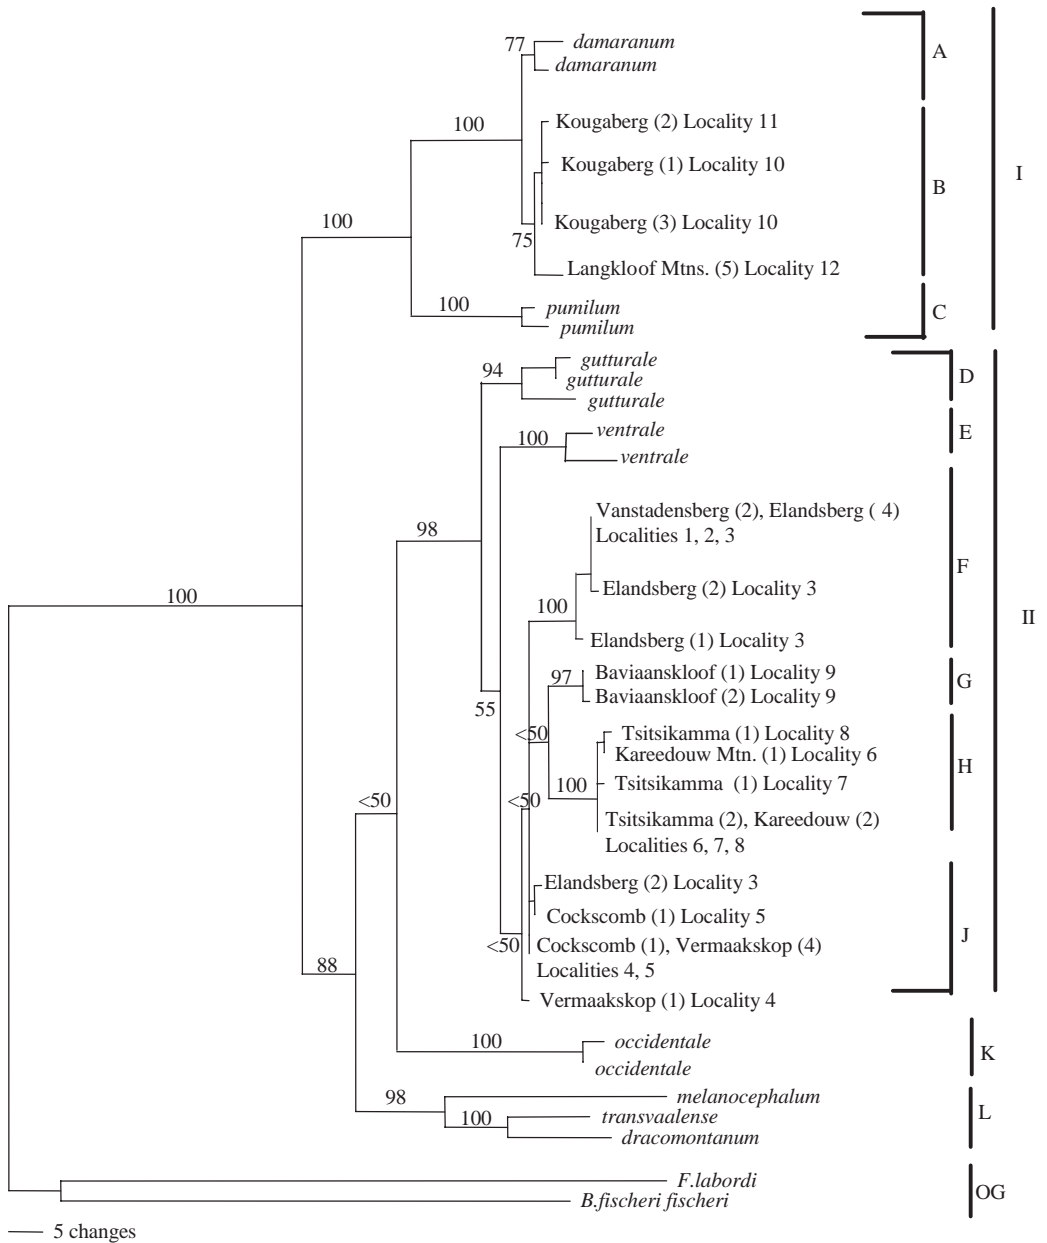 77
damaranum
damaranum
A
100
Kougaberg (2) Locality 11
Kougaberg (1) Locality 10
B
I
Kougaberg (3) Locality 10
75
Langkloof Mtns. (5) Locality 12
100
100
pumilum
pumilum
C
94
gutturale
gutturale
gutturale
D
100
ventrale
ventrale
E
98
Vanstadensberg (2), Elandsberg ( 4)
Localities 1, 2, 3
F
Elandsberg (2) Locality 3
100
100
Elandsberg (1) Locality 3
II
97
Baviaanskloof (1) Locality 9
Baviaanskloof (2) Locality 9
G
55
<50
Tsitsikamma (1) Locality 8
Kareedouw Mtn. (1) Locality 6
H
100
Tsitsikamma (1) Locality 7
<50
<50
Tsitsikamma (2), Kareedouw (2)
Localities 6, 7, 8
Elandsberg (2) Locality 3
Cockscomb (1) Locality 5
J
<50
Cockscomb (1), Vermaakskop (4)
Localities 4, 5
88
Vermaakskop (1) Locality 4
100
occidentale
occidentale
K
98
melanocephalum
100
transvaalense
dracomontanum
L
F.labordi
B.fischeri fischeri
OG
5 changes